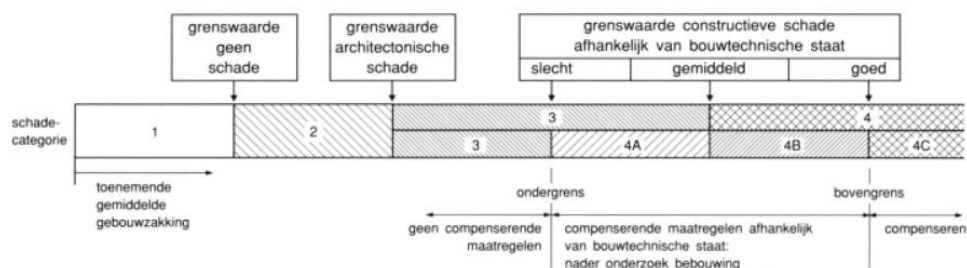 grenswaarde
geen
schade
grenswaarde
architectonische
schade
grenswaarde constructieve schade
afhankelijk van bouwtechnische staat
slecht gemiddeld goed
schade-
categorie
1 2 3 4
3 4A 4B 4C
toenemende
gemiddelde
gebouwzakking
ondergrens bovengrens
geen compenserende
maatregelen
compenserende maatregelen afhankelijk
van bouwtechnische staat:
nader onderzoek bebouwing
compenseren